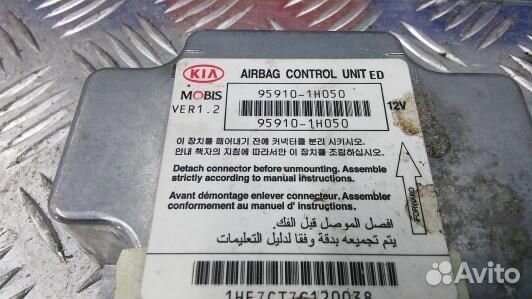 KIA AIRBAG CONTROL UNIT ED
MOBIS 95910-1H050
VER1.2 12V
95910-1H050
이 장치를 떼어내기 전에 커넥터를 분리 시키시오.
안내 책자의 지침에 따라서만 이 장치를 조립하십시오.
Detach connector before unmounting. Assemble
strictly according to manual instructions.
Avant démontage enlever connecteur. Assembler
conformement au manuel d' instructions.
افصل الموصل قبل الفك.
يتم تجميعه بدقة وفقا لدليل التعليمات
FORWARD
Avito